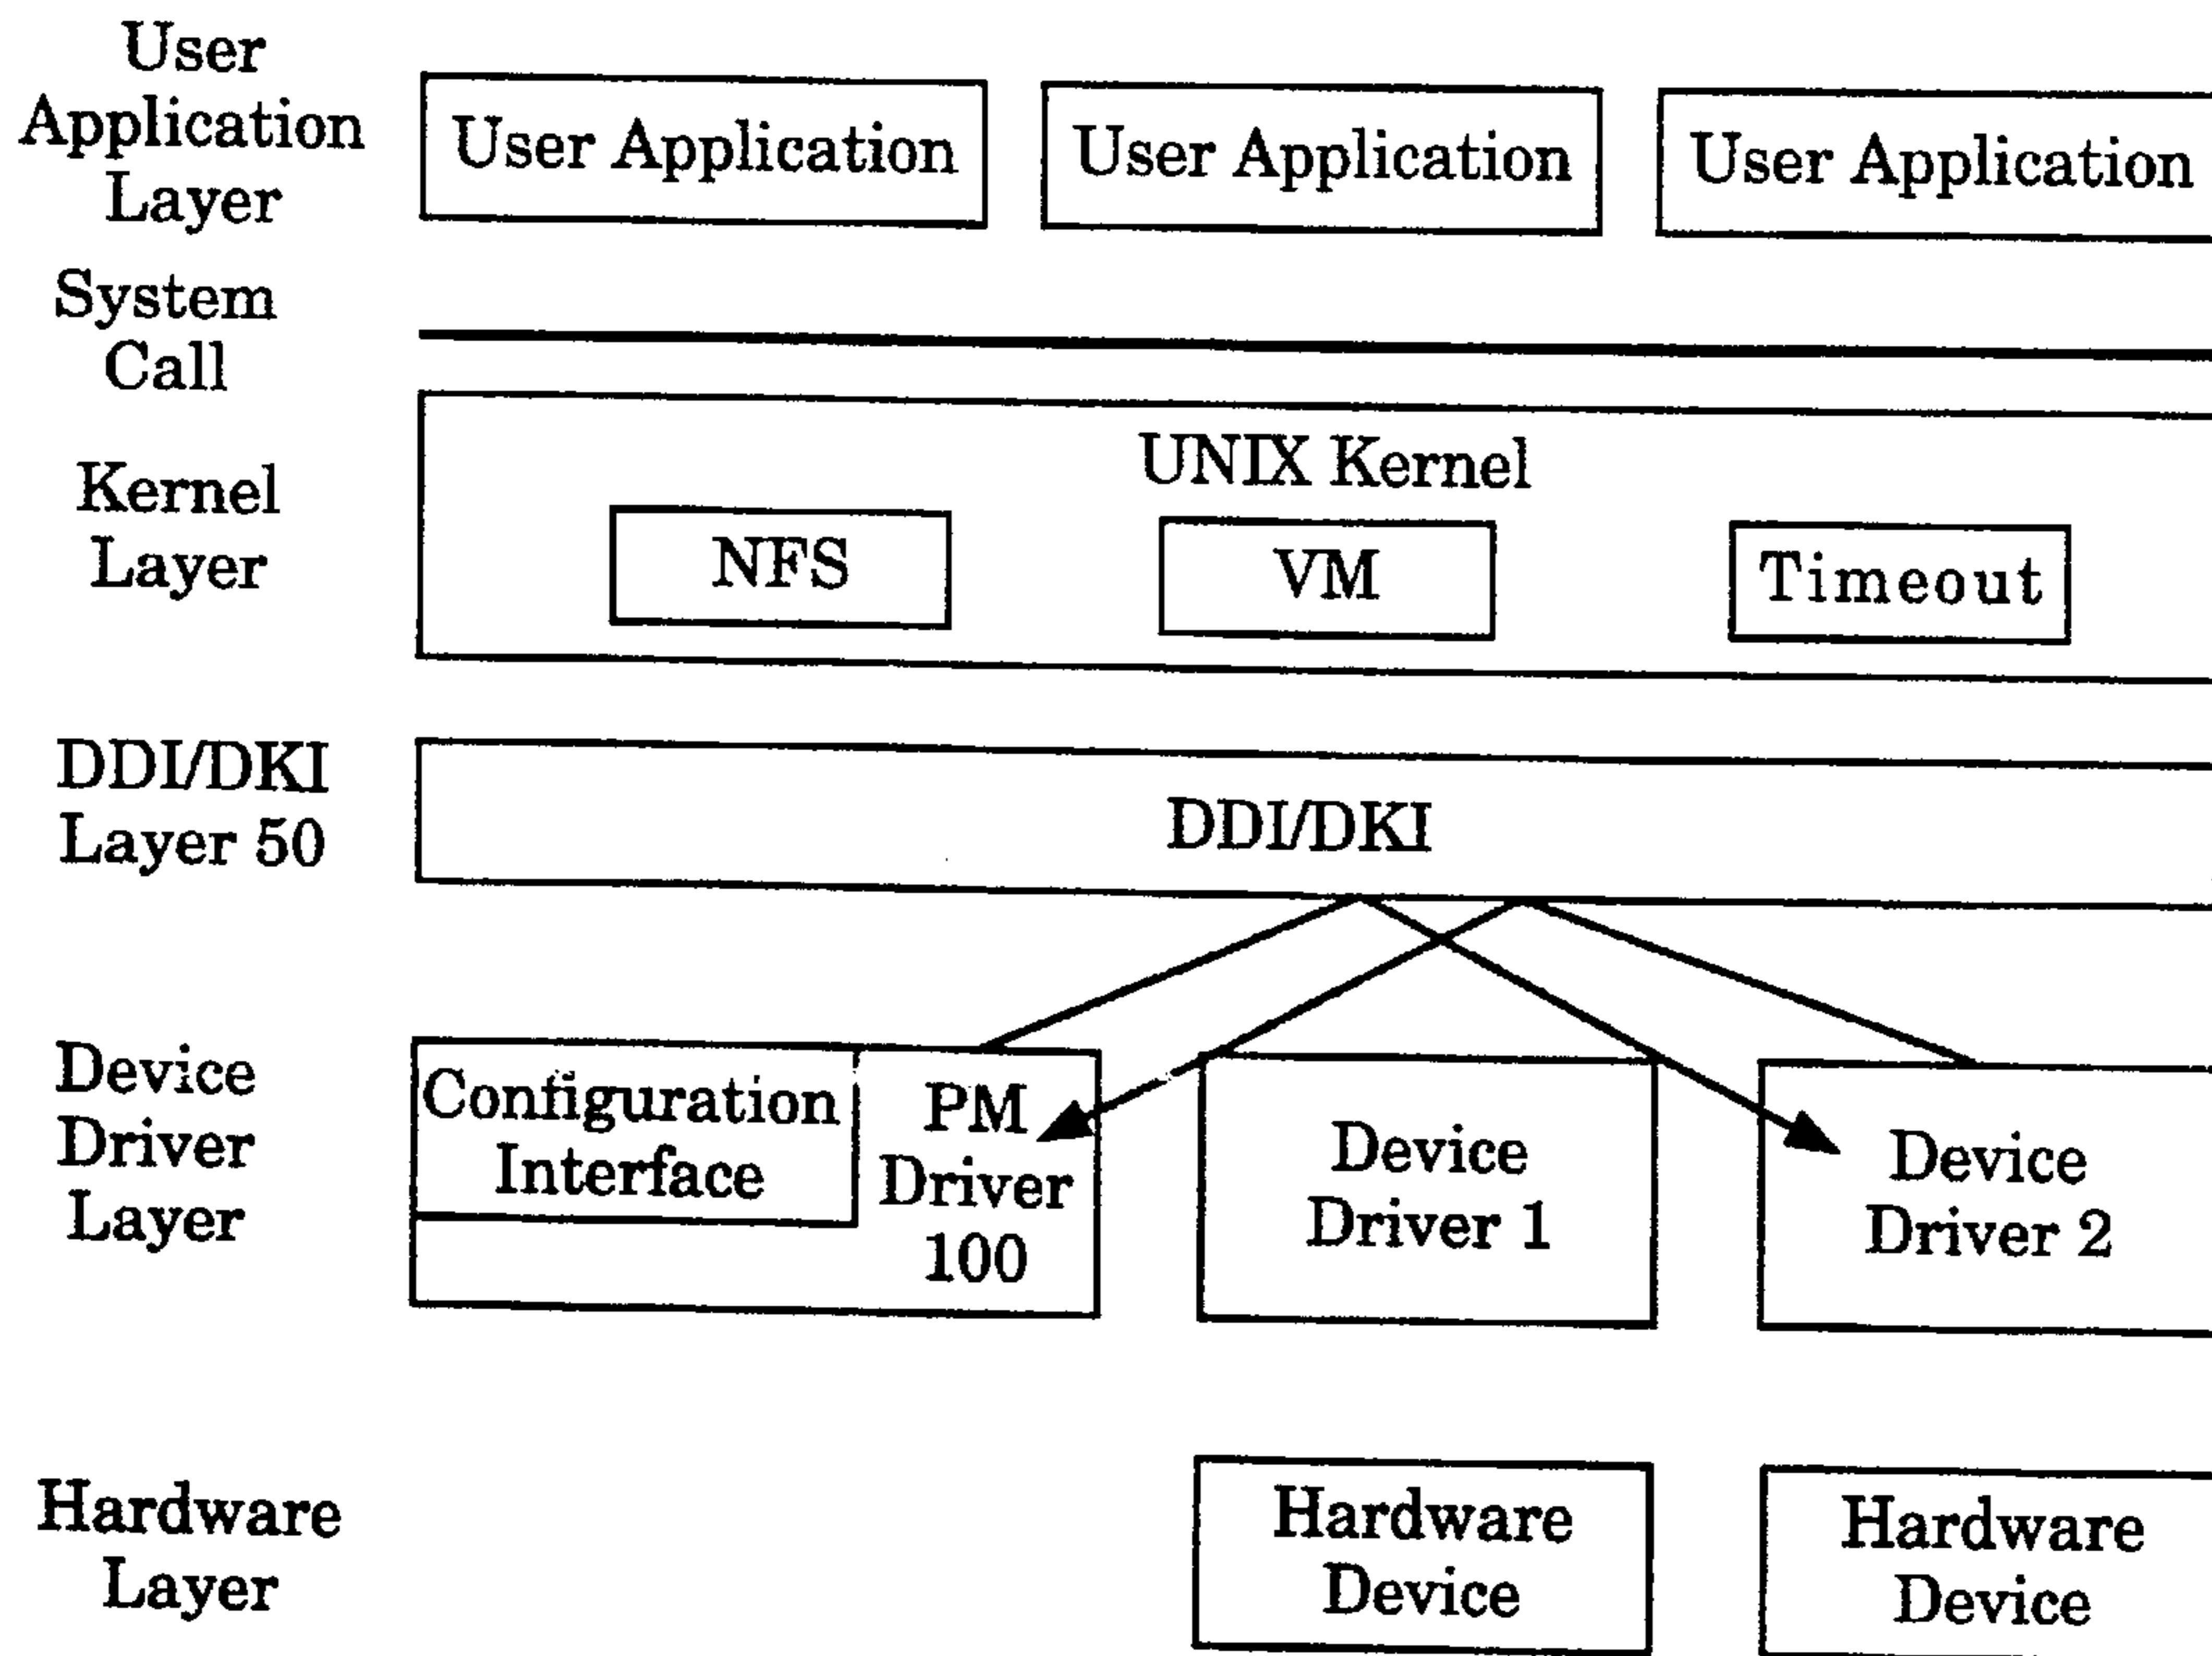 User
Application
Layer
User Application
User Application
User Application
System
Call
Kernel
Layer
UNIX Kernel
NFS
VM
Timeout
DDI/DKI
Layer 50
DDI/DKI
Device
Driver
Layer
Configuration
Interface
PM
Driver
100
Device
Driver 1
Device
Driver 2
Hardware
Layer
Hardware
Device
Hardware
Device